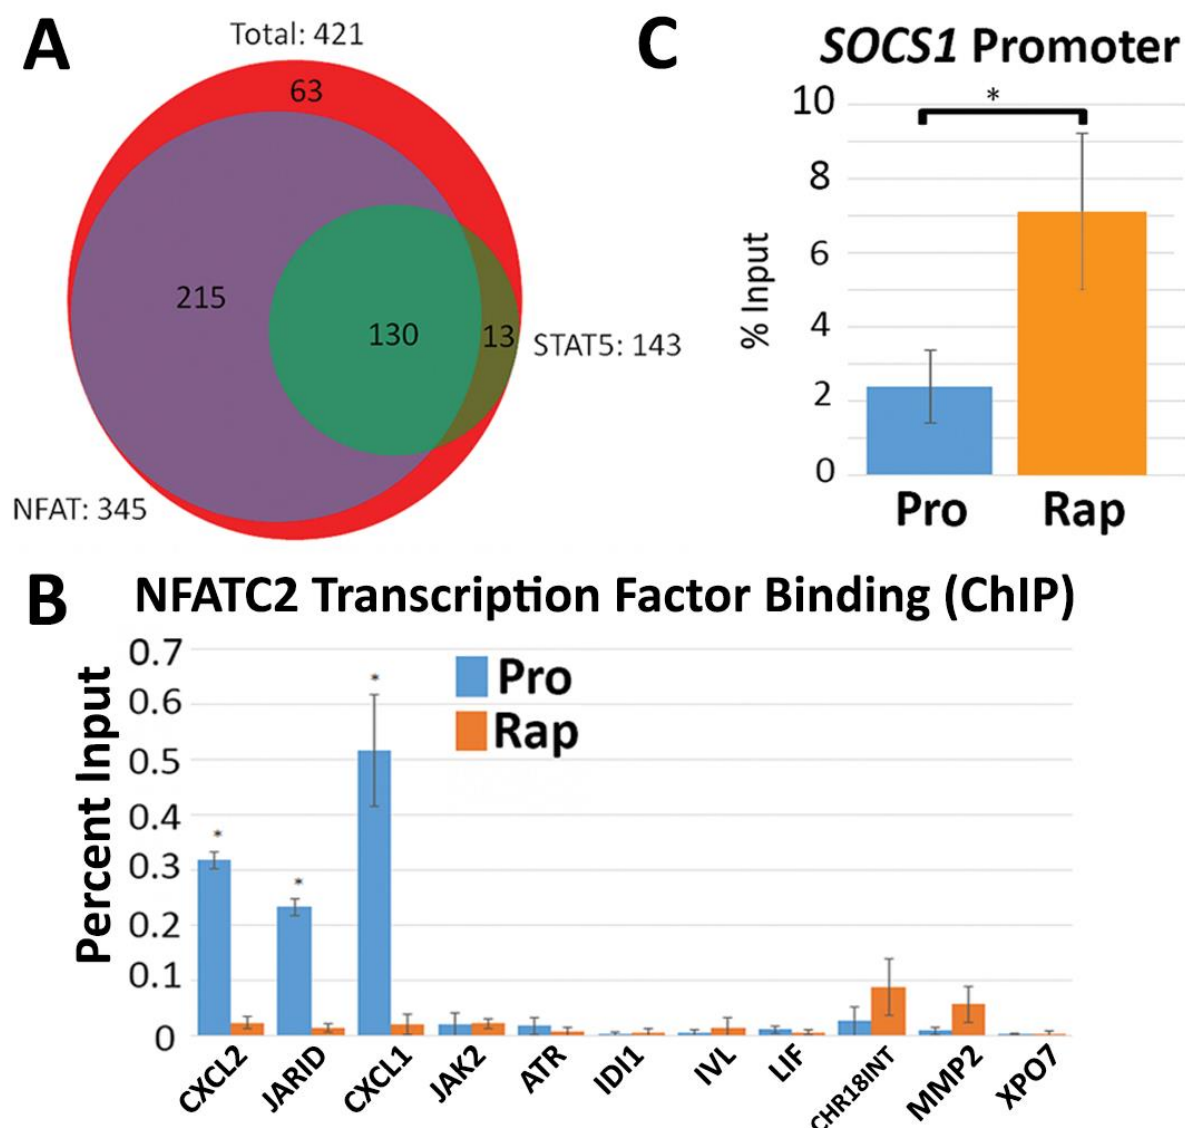 A
Total: 421
63
215
130
13
STAT5: 143
NFAT: 345
C
SOCS1 Promoter
*
% Input
10
8
6
4
2
0
Pro
Rap
B
NFATC2 Transcription Factor Binding (ChIP)
Percent Input
0.7
0.6
0.5
0.4
0.3
0.2
0.1
0
Pro
Rap
*
*
*
CXCL2
JARID
CXCL1
JAK2
ATR
IDI1
IVL
LIF
CHR18INT
MMP2
XPO7